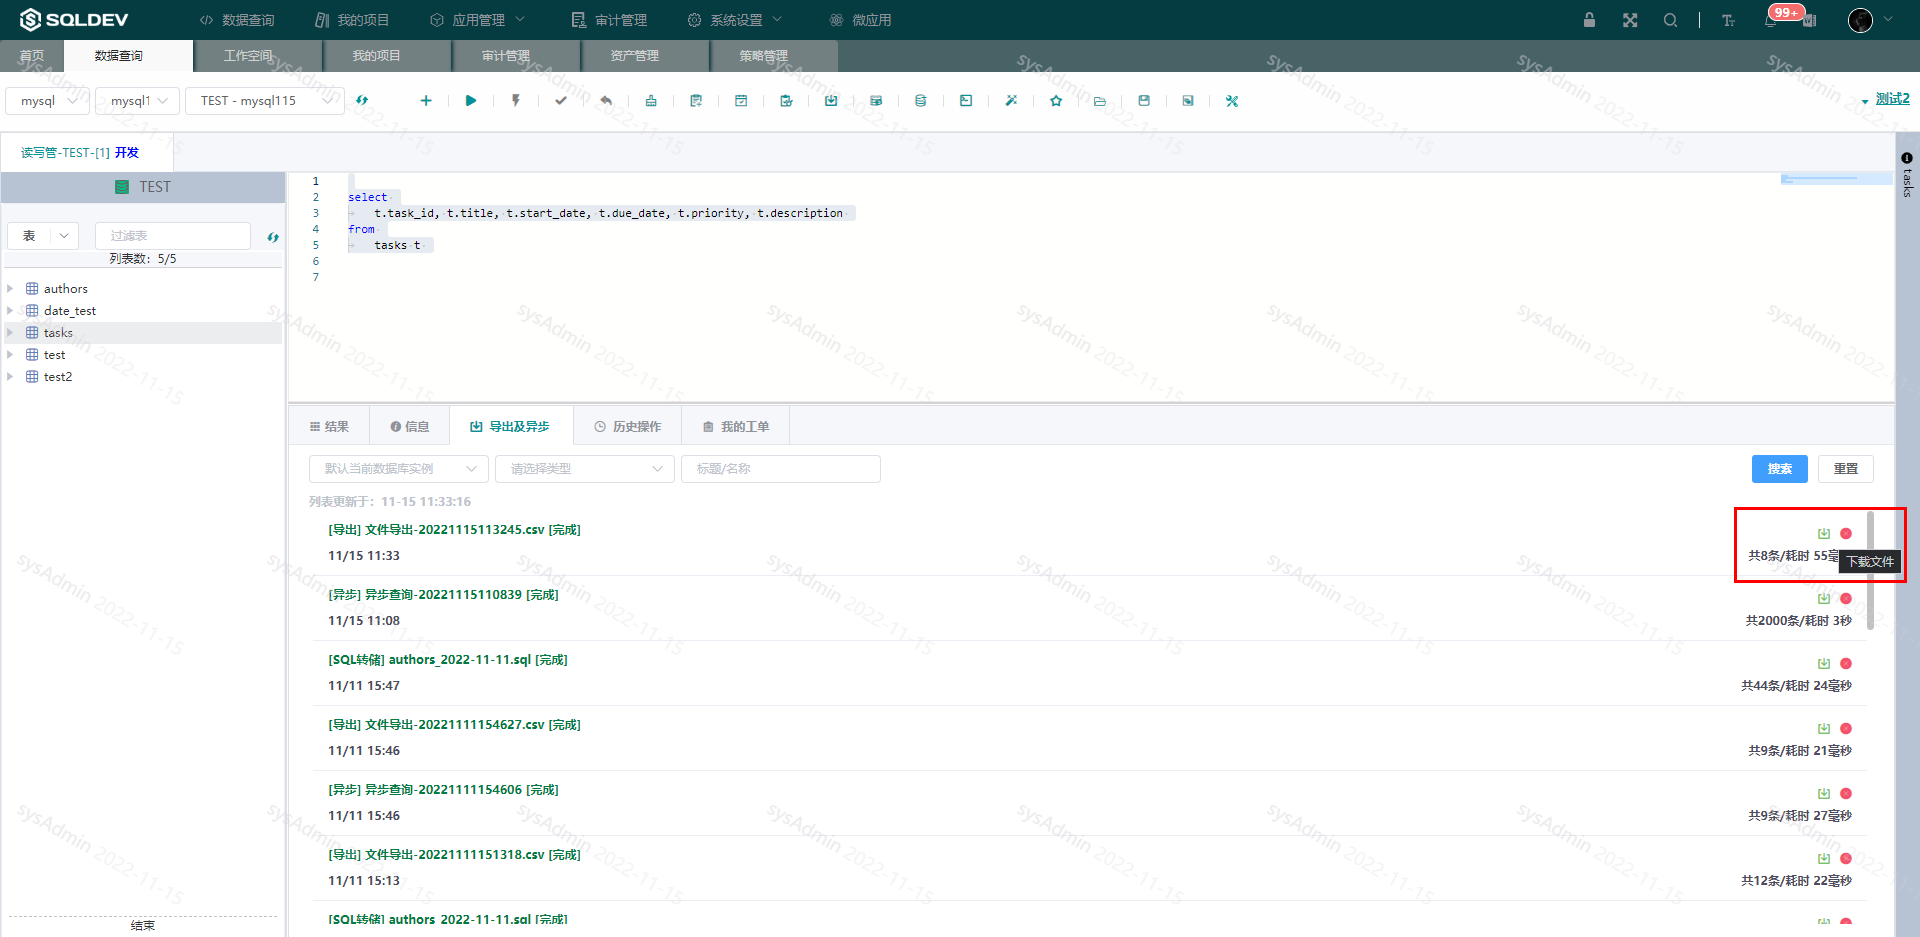 SQLDEV 数据查询 我的项目 应用管理 审计管理 系统设置 微应用 99+
首页 数据查询 工作空间 我的项目 审计管理 资产管理 策略管理
mysql mysql1 TEST - mysql115 测试2
读写管-TEST-[1] 开发
TEST
表 过滤表
列表数：5/5
authors
date_test
tasks
test
test2
结束
1
2 select
3 t.task_id, t.title, t.start_date, t.due_date, t.priority, t.description
4 from
5 tasks t
6
7
tasks
结果 信息 导出及异步 历史操作 我的工单
默认当前数据库实例 请选择类型 标题/名称 搜索 重置
列表更新于：11-15 11:33:16
[导出] 文件导出-20221115113245.csv [完成]
11/15 11:33 共8条/耗时 55毫
下载文件
[异步] 异步查询-20221115110839 [完成]
11/15 11:08 共2000条/耗时 3秒
[SQL转储] authors_2022-11-11.sql [完成]
11/11 15:47 共44条/耗时 24毫秒
[导出] 文件导出-20221111154627.csv [完成]
11/11 15:46 共9条/耗时 21毫秒
[异步] 异步查询-20221111154606 [完成]
11/11 15:46 共9条/耗时 27毫秒
[导出] 文件导出-20221111151318.csv [完成]
11/11 15:13 共12条/耗时 22毫秒
[SQL转储] authors_2022-11-11.sql [完成]
sysAdmin 2022-11-15